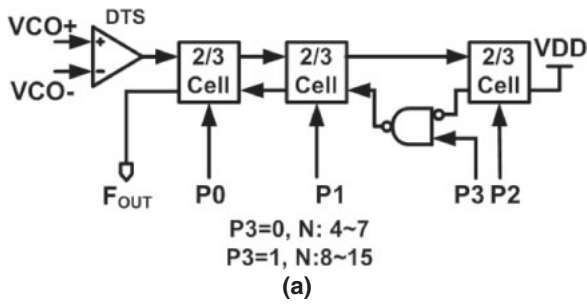 DTS
VCO+
VCO-
+
-
2/3
Cell
2/3
Cell
2/3
Cell
VDD
FOUT
P0
P1
P3 P2
P3=0, N: 4~7
P3=1, N:8~15
(a)